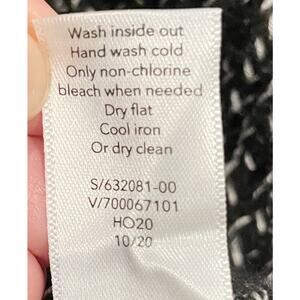 Wash inside out
Hand wash cold
Only non-chlorine
bleach when needed
Dry flat
Cool iron
Or dry clean
S/632081-00
V/700067101
HO20
10/20